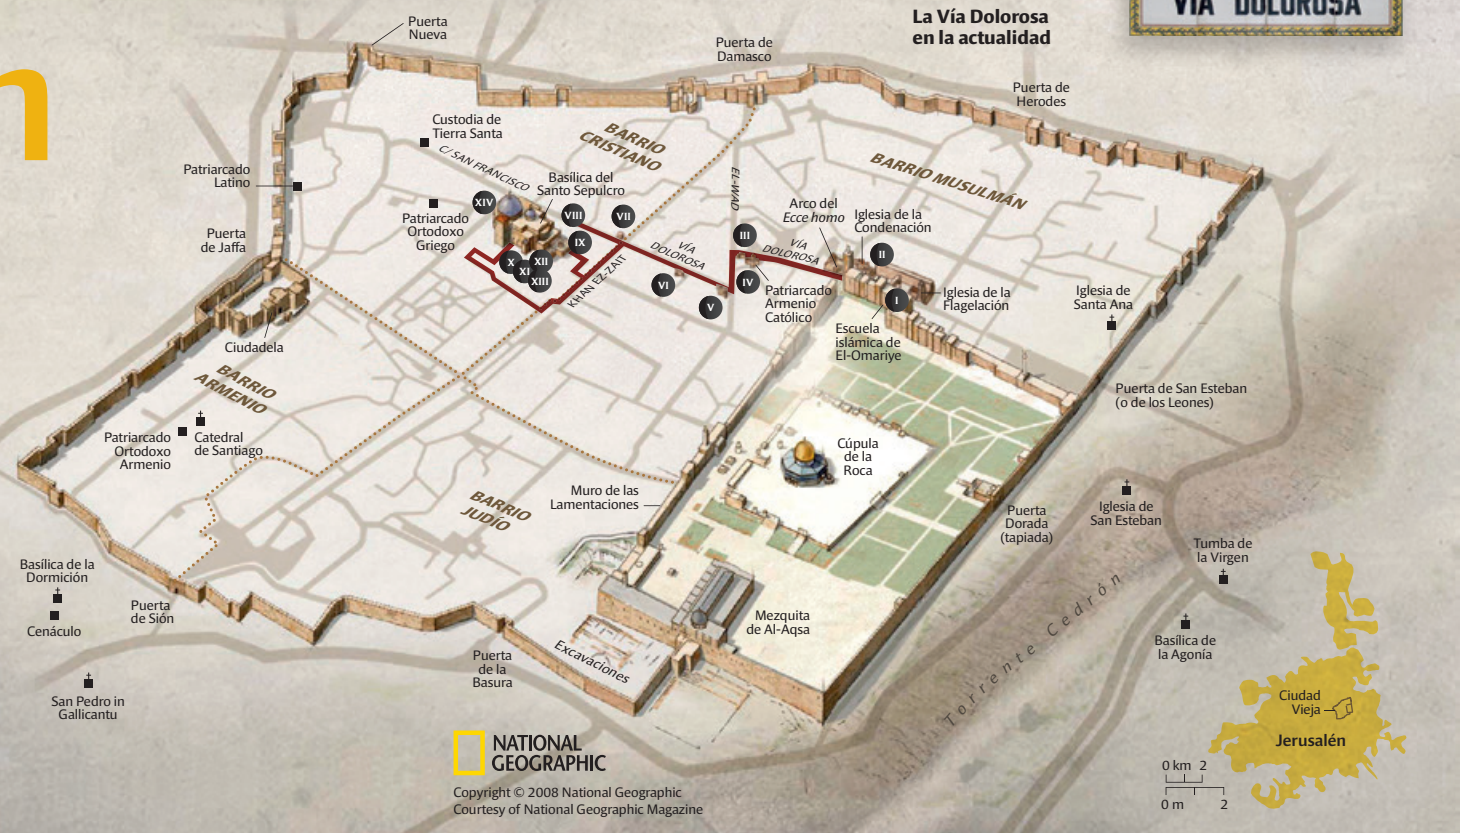 La Vía Dolorosa
en la actualidad
VÍA DOLOROSA
n
Puerta
Nueva
Puerta de
Damasco
Puerta de
Herodes
Custodia de
Tierra Santa
C/ SAN FRANCISCO
BARRIO
CRISTIANO
BARRIO MUSULMÁN
Patriarcado
Latino
Basílica del
Santo Sepulcro
EL-WAD
Arco del
Ecce homo
Iglesia de la
Condenación
Patriarcado
Ortodoxo
Griego
XIV
VIII
VII
IX
X
XI
XII
XIII
III
II
VÍA
DOLOROSA
VÍA
DOLOROSA
KHAN EZ-ZAIT
VI
V
IV
I
Puerta
de Jaffa
Patriarcado
Armenio
Católico
Iglesia de la
Flagelación
Iglesia de
Santa Ana
Escuela
islámica de
El-Omariye
Ciudadela
BARRIO
ARMENIO
Puerta de San Esteban
(o de los Leones)
Patriarcado
Ortodoxo
Armenio
Catedral
de Santiago
Cúpula
de la
Roca
Muro de las
Lamentaciones
BARRIO
JUDÍO
Puerta
Dorada
(tapiada)
Iglesia de
San Esteban
Tumba de
la Virgen
Basílica de la
Dormición
Cenáculo
Puerta
de Sión
Mezquita
de Al-Aqsa
Torrente Cedrón
Basílica de
la Agonía
Puerta
de la
Basura
Excavaciones
San Pedro in
Gallicantu
Ciudad
Vieja
Jerusalén
0 km 2
0 m 2
NATIONAL
GEOGRAPHIC
Copyright © 2008 National Geographic
Courtesy of National Geographic Magazine